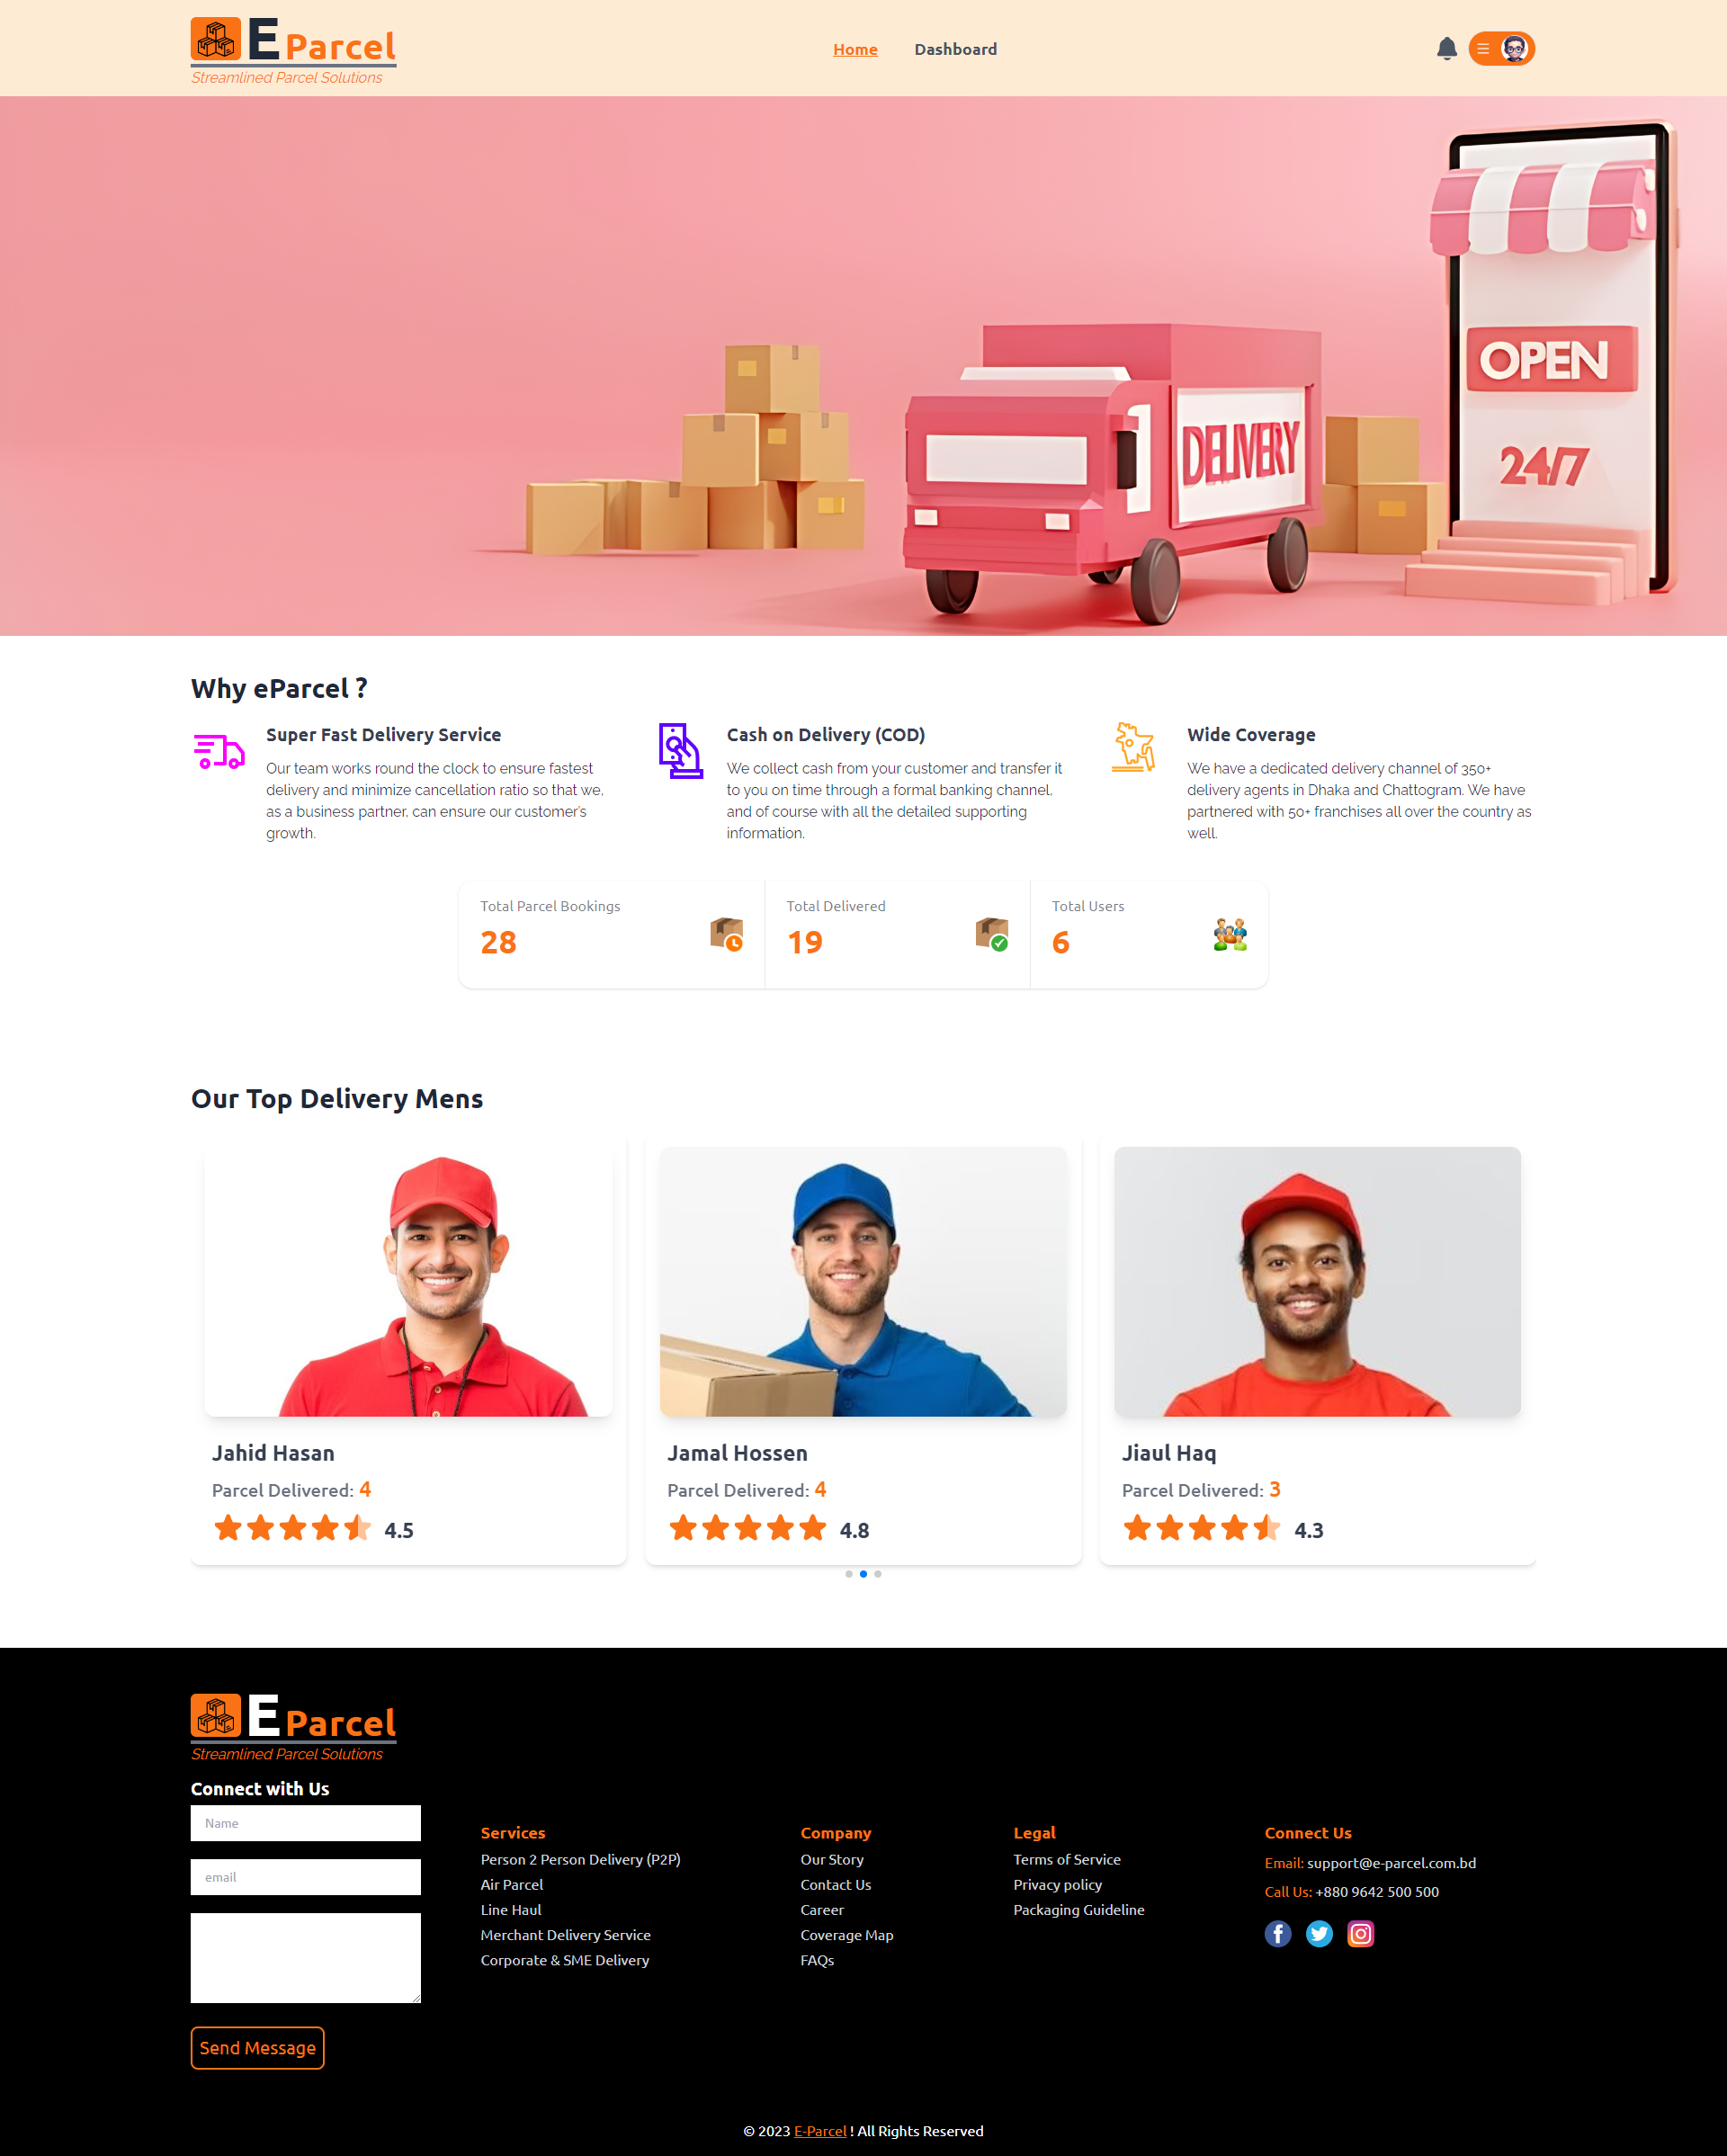 E Parcel
Streamlined Parcel Solutions
Home
Dashboard
OPEN
DELIVERY
24/7
Why eParcel ?
Super Fast Delivery Service
Our team works round the clock to ensure fastest
delivery and minimize cancellation ratio so that we,
as a business partner, can ensure our customer's
growth.
Cash on Delivery (COD)
We collect cash from your customer and transfer it
to you on time through a formal banking channel,
and of course with all the detailed supporting
information.
Wide Coverage
We have a dedicated delivery channel of 350+
delivery agents in Dhaka and Chattogram. We have
partnered with 50+ franchises all over the country as
well.
Total Parcel Bookings
28
Total Delivered
19
Total Users
6
Our Top Delivery Mens
Jahid Hasan
Parcel Delivered: 4
4.5
Jamal Hossen
Parcel Delivered: 4
4.8
Jiaul Haq
Parcel Delivered: 3
4.3
E Parcel
Streamlined Parcel Solutions
Connect with Us
Name
email
Send Message
Services
Person 2 Person Delivery (P2P)
Air Parcel
Line Haul
Merchant Delivery Service
Corporate & SME Delivery
Company
Our Story
Contact Us
Career
Coverage Map
FAQs
Legal
Terms of Service
Privacy policy
Packaging Guideline
Connect Us
Email: support@e-parcel.com.bd
Call Us: +880 9642 500 500
© 2023 E-Parcel ! All Rights Reserved